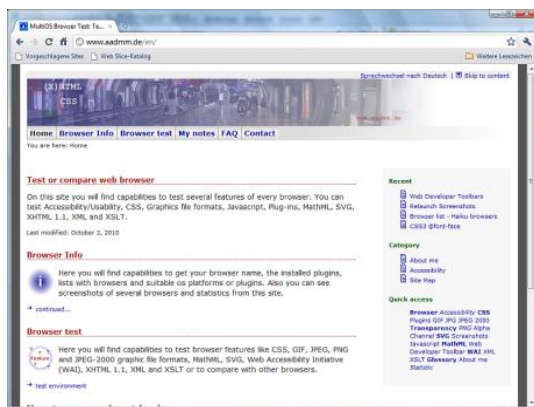 MultiOS Browser Test: Te...
www.aadmm.de/en/
Vorgeschlagene Sites Web Slice-Katalog Weitere Lesezeichen
Sprachwechsel nach Deutsch | Skip to content
(X)HTML
CSS
Home Browser Info Browser test My notes FAQ Contact
You are here: Home
Test or compare web browser
On this site you will find capabilities to test several features of every browser. You can
test Accessibility/Usability, CSS, Graphics file formats, Javascript, Plug-ins, MathML, SVG,
XHTML 1.1, XML and XSLT.
Last modified: October 2, 2010
Browser Info
Here you will find capabilities to get your browser name, the installed plugins,
lists with browsers and suitable os platforms or plugins. Also you can see
screenshots of several browsers and statistics from this site.
continued...
Browser test
Feature
Here you will find capabilities to test browser features like CSS, GIF, JPEG, PNG
and JPEG-2000 graphic file formats, MathML, SVG, Web Accessibility Initiative
(WAI), XHTML 1.1, XML and XSLT or to compare with other browsers.
test environment
Recent
Web Developer Toolbars
Relaunch Screenshots
Browser list - Haiku browsers
CSS3 @font-face
Category
About me
Accessibility
Site Map
Quick access
Browser Accessibility CSS
Plugins GIF JPG JPEG 2000
Transparency PNG Alpha
Channel SVG Screenshots
Javascript MathML Web
Developer Toolbar WAI XML
XSLT Glossary About me
Statistic